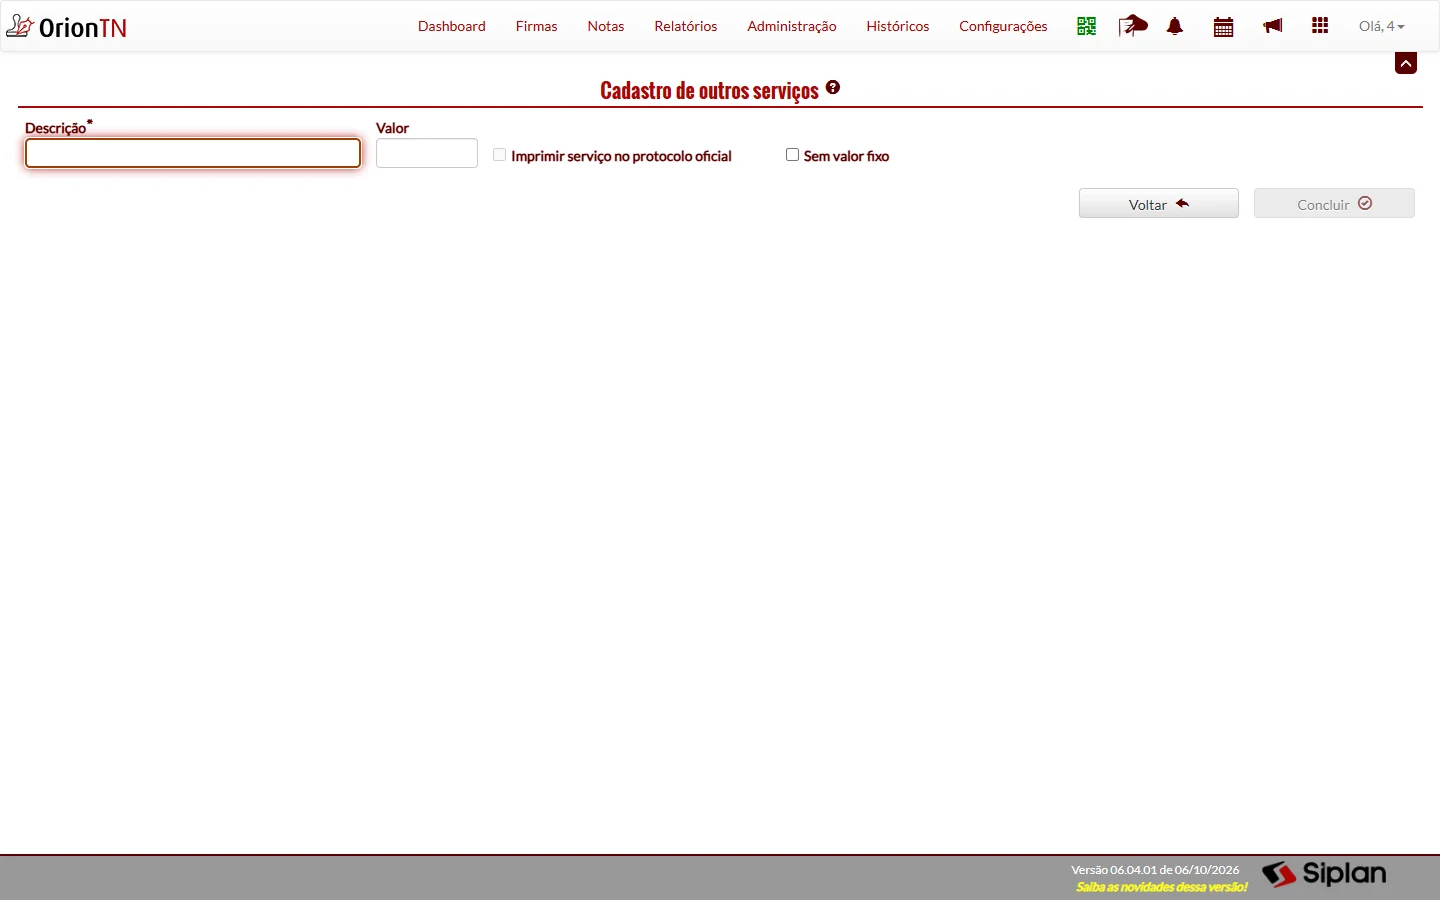 OrionTN
Dashboard Firmas Notas Relatórios Administração Históricos Configurações Olá, 4
Cadastro de outros serviços
Descrição* Valor
Imprimir serviço no protocolo oficial Sem valor fixo
Voltar Concluir
Versão 06.04.01 de 06/10/2026
Saiba as novidades dessa versão!
Siplan